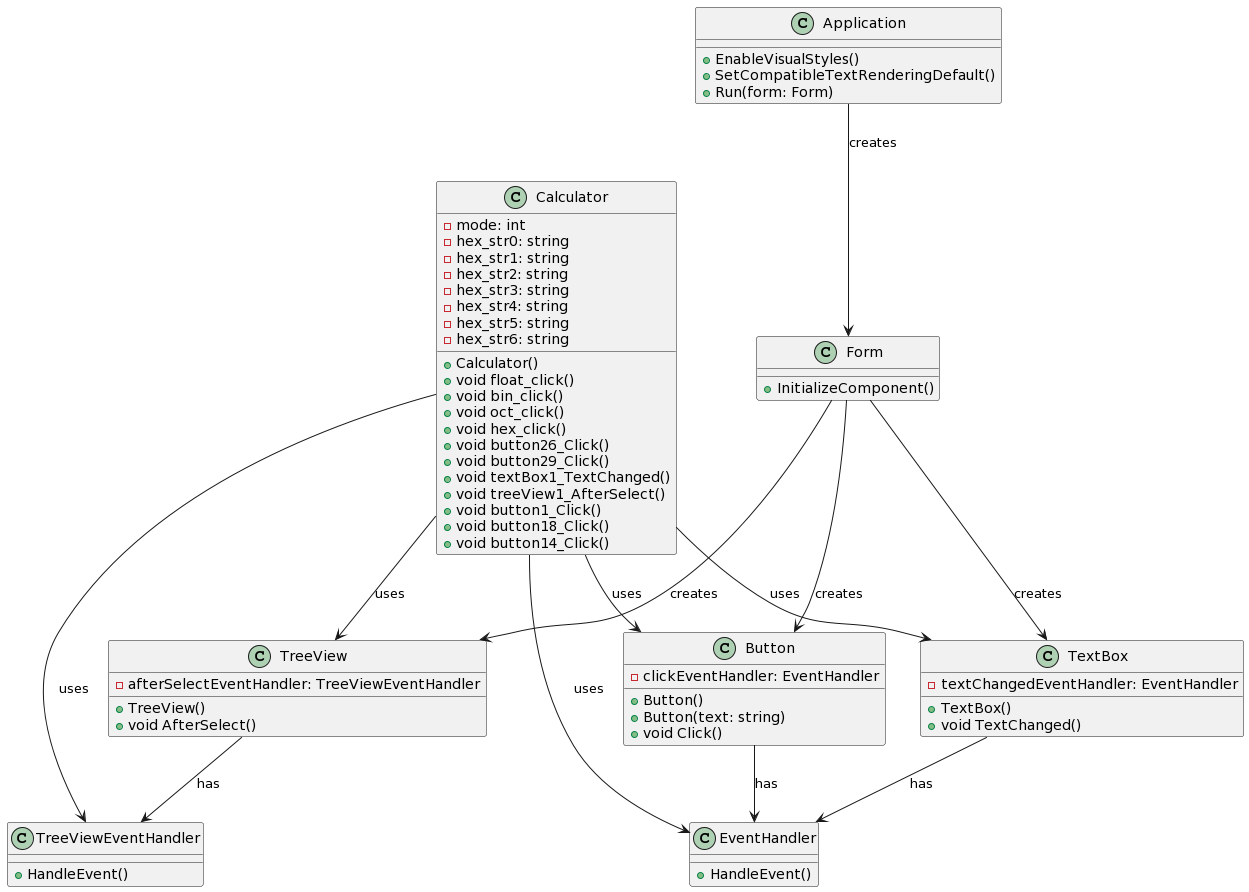 C Application
EnableVisualStyles()
SetCompatibleTextRenderingDefault()
Run(form: Form)
creates
C Calculator
mode: int
hex_str0: string
hex_str1: string
hex_str2: string
hex_str3: string
hex_str4: string
hex_str5: string
hex_str6: string
Calculator()
void float_click()
void bin_click()
void oct_click()
void hex_click()
void button26_Click()
void button29_Click()
void textBox1_TextChanged()
void treeView1_AfterSelect()
void button1_Click()
void button18_Click()
void button14_Click()
C Form
InitializeComponent()
uses
uses
creates
uses
creates
creates
C TreeView
afterSelectEventHandler: TreeViewEventHandler
TreeView()
void AfterSelect()
C Button
clickEventHandler: EventHandler
Button()
Button(text: string)
void Click()
C TextBox
textChangedEventHandler: EventHandler
TextBox()
void TextChanged()
uses
uses
has
has
has
C TreeViewEventHandler
HandleEvent()
C EventHandler
HandleEvent()